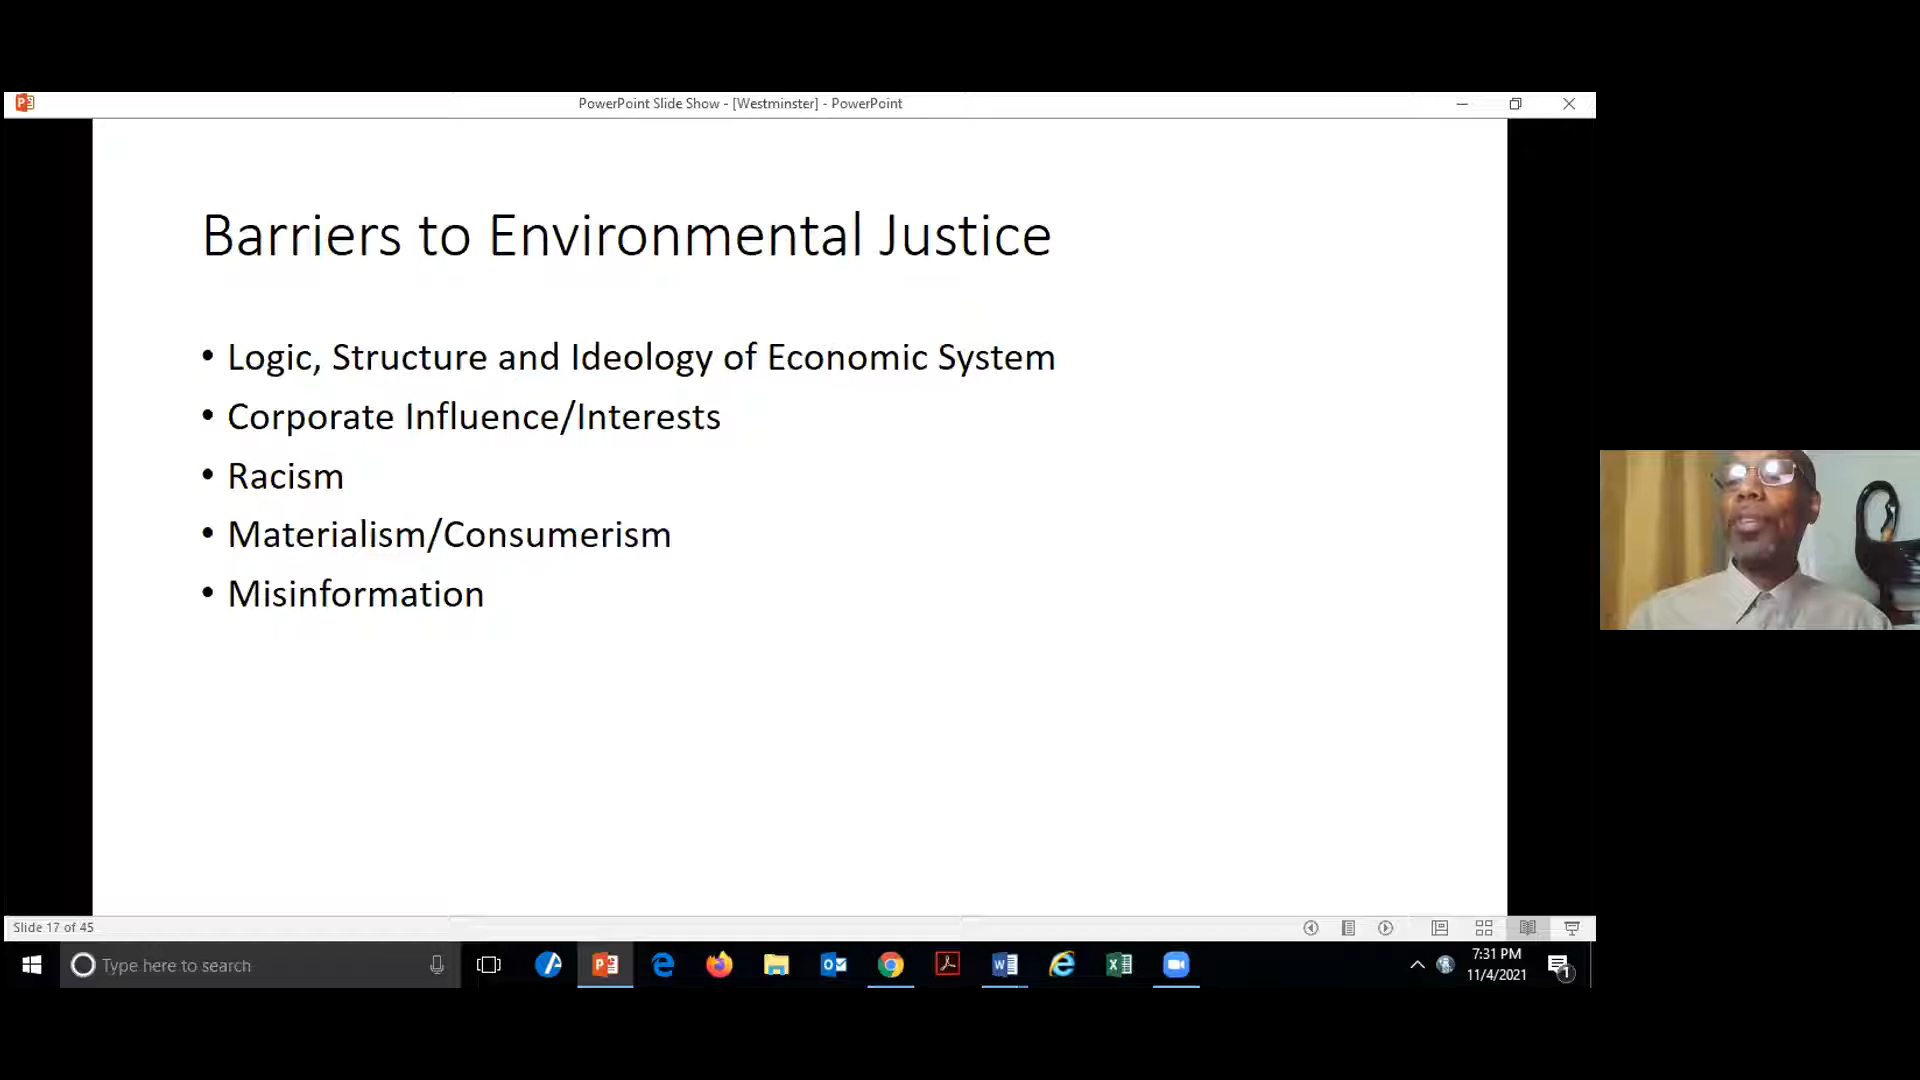 PowerPoint Slide Show - [Westminster] - PowerPoint
Barriers to Environmental Justice
• Logic, Structure and Ideology of Economic System
• Corporate Influence/Interests
• Racism
• Materialism/Consumerism
• Misinformation
Slide 17 of 45
Type here to search
7:31 PM
11/4/2021
1